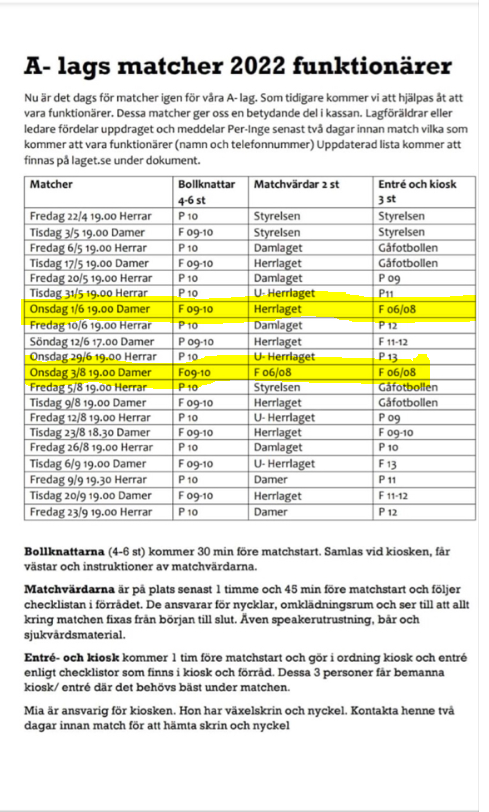 A- lags matcher 2022 funktionärer
Nu är det dags för matcher igen för våra A- lag. Som tidigare kommer vi att hjälpas åt att
vara funktionärer. Dessa matcher ger oss en betydande del i kassan. Lagföräldrar eller
ledare fördelar uppdraget och meddelar Per-Inge senast två dagar innan match vilka som
kommer att vara funktionärer (namn och telefonnummer) Uppdaterad lista kommer att
finnas på laget.se under dokument.
Matcher Bollknattar Matchvärdar 2 st Entré och kiosk
4-6 st 3 st
Fredag 22/4 19.00 Herrar P 10 Styrelsen Styrelsen
Tisdag 3/5 19.00 Damer F 09-10 Styrelsen Styrelsen
Fredag 6/5 19.00 Herrar P 10 Damlaget Gåfotbollen
Tisdag 17/5 19.00 Damer F 09-10 Herrlaget Gåfotbollen
Fredag 20/5 19.00 Herrar P 10 Damlaget P 09
Tisdag 31/5 19.00 Herrar P 10 U- Herrlaget P11
Onsdag 1/6 19.00 Damer F 09-10 Herrlaget F 06/08
Fredag 10/6 19.00 Herrar P 10 Damlaget P 12
Söndag 12/6 17.00 Damer P 09-10 Herrlaget F 11-12
Onsdag 29/6 19.00 Herrar P 10 U- Herrlaget P 13
Onsdag 3/8 19.00 Damer F09-10 F 06/08 F 06/08
Fredag 5/8 19.00 Herrar P 10 Styrelsen Gåfotbollen
Tisdag 9/8 19.00 Damer F 09-10 Herrlaget Gåfotbollen
Fredag 12/8 19.00 Herrar P 10 U- Herrlaget P 09
Tisdag 23/8 18.30 Damer F 09-10 Herrlaget F 09-10
Fredag 26/8 19.00 Herrar P 10 Damlaget P 10
Tisdag 6/9 19.00 Damer F 09-10 U- Herrlaget F 13
Fredag 9/9 19.30 Herrar P 10 Damer P 11
Tisdag 20/9 19.00 Damer F 09-10 Herrlaget F 11-12
Fredag 23/9 19.00 Herrar P 10 Damer P 12
Bollknattarna (4-6 st) kommer 30 min före matchstart. Samlas vid kiosken, får
västar och instruktioner av matchvärdarna.
Matchvärdarna är på plats senast 1 timme och 45 min före matchstart och följer
checklistan i förrådet. De ansvarar för nycklar, omklädningsrum och ser till att allt
kring matchen fixas från början till slut. Även speakerutrustning, bår och
sjukvårdsmaterial.
Entré- och kiosk kommer 1 tim före matchstart och gör i ordning kiosk och entré
enligt checklistor som finns i kiosk och förråd. Dessa 3 personer får bemanna
kiosk/ entré där det behövs bäst under matchen.
Mia är ansvarig för kiosken. Hon har växelskrin och nyckel. Kontakta henne två
dagar innan match för att hämta skrin och nyckel